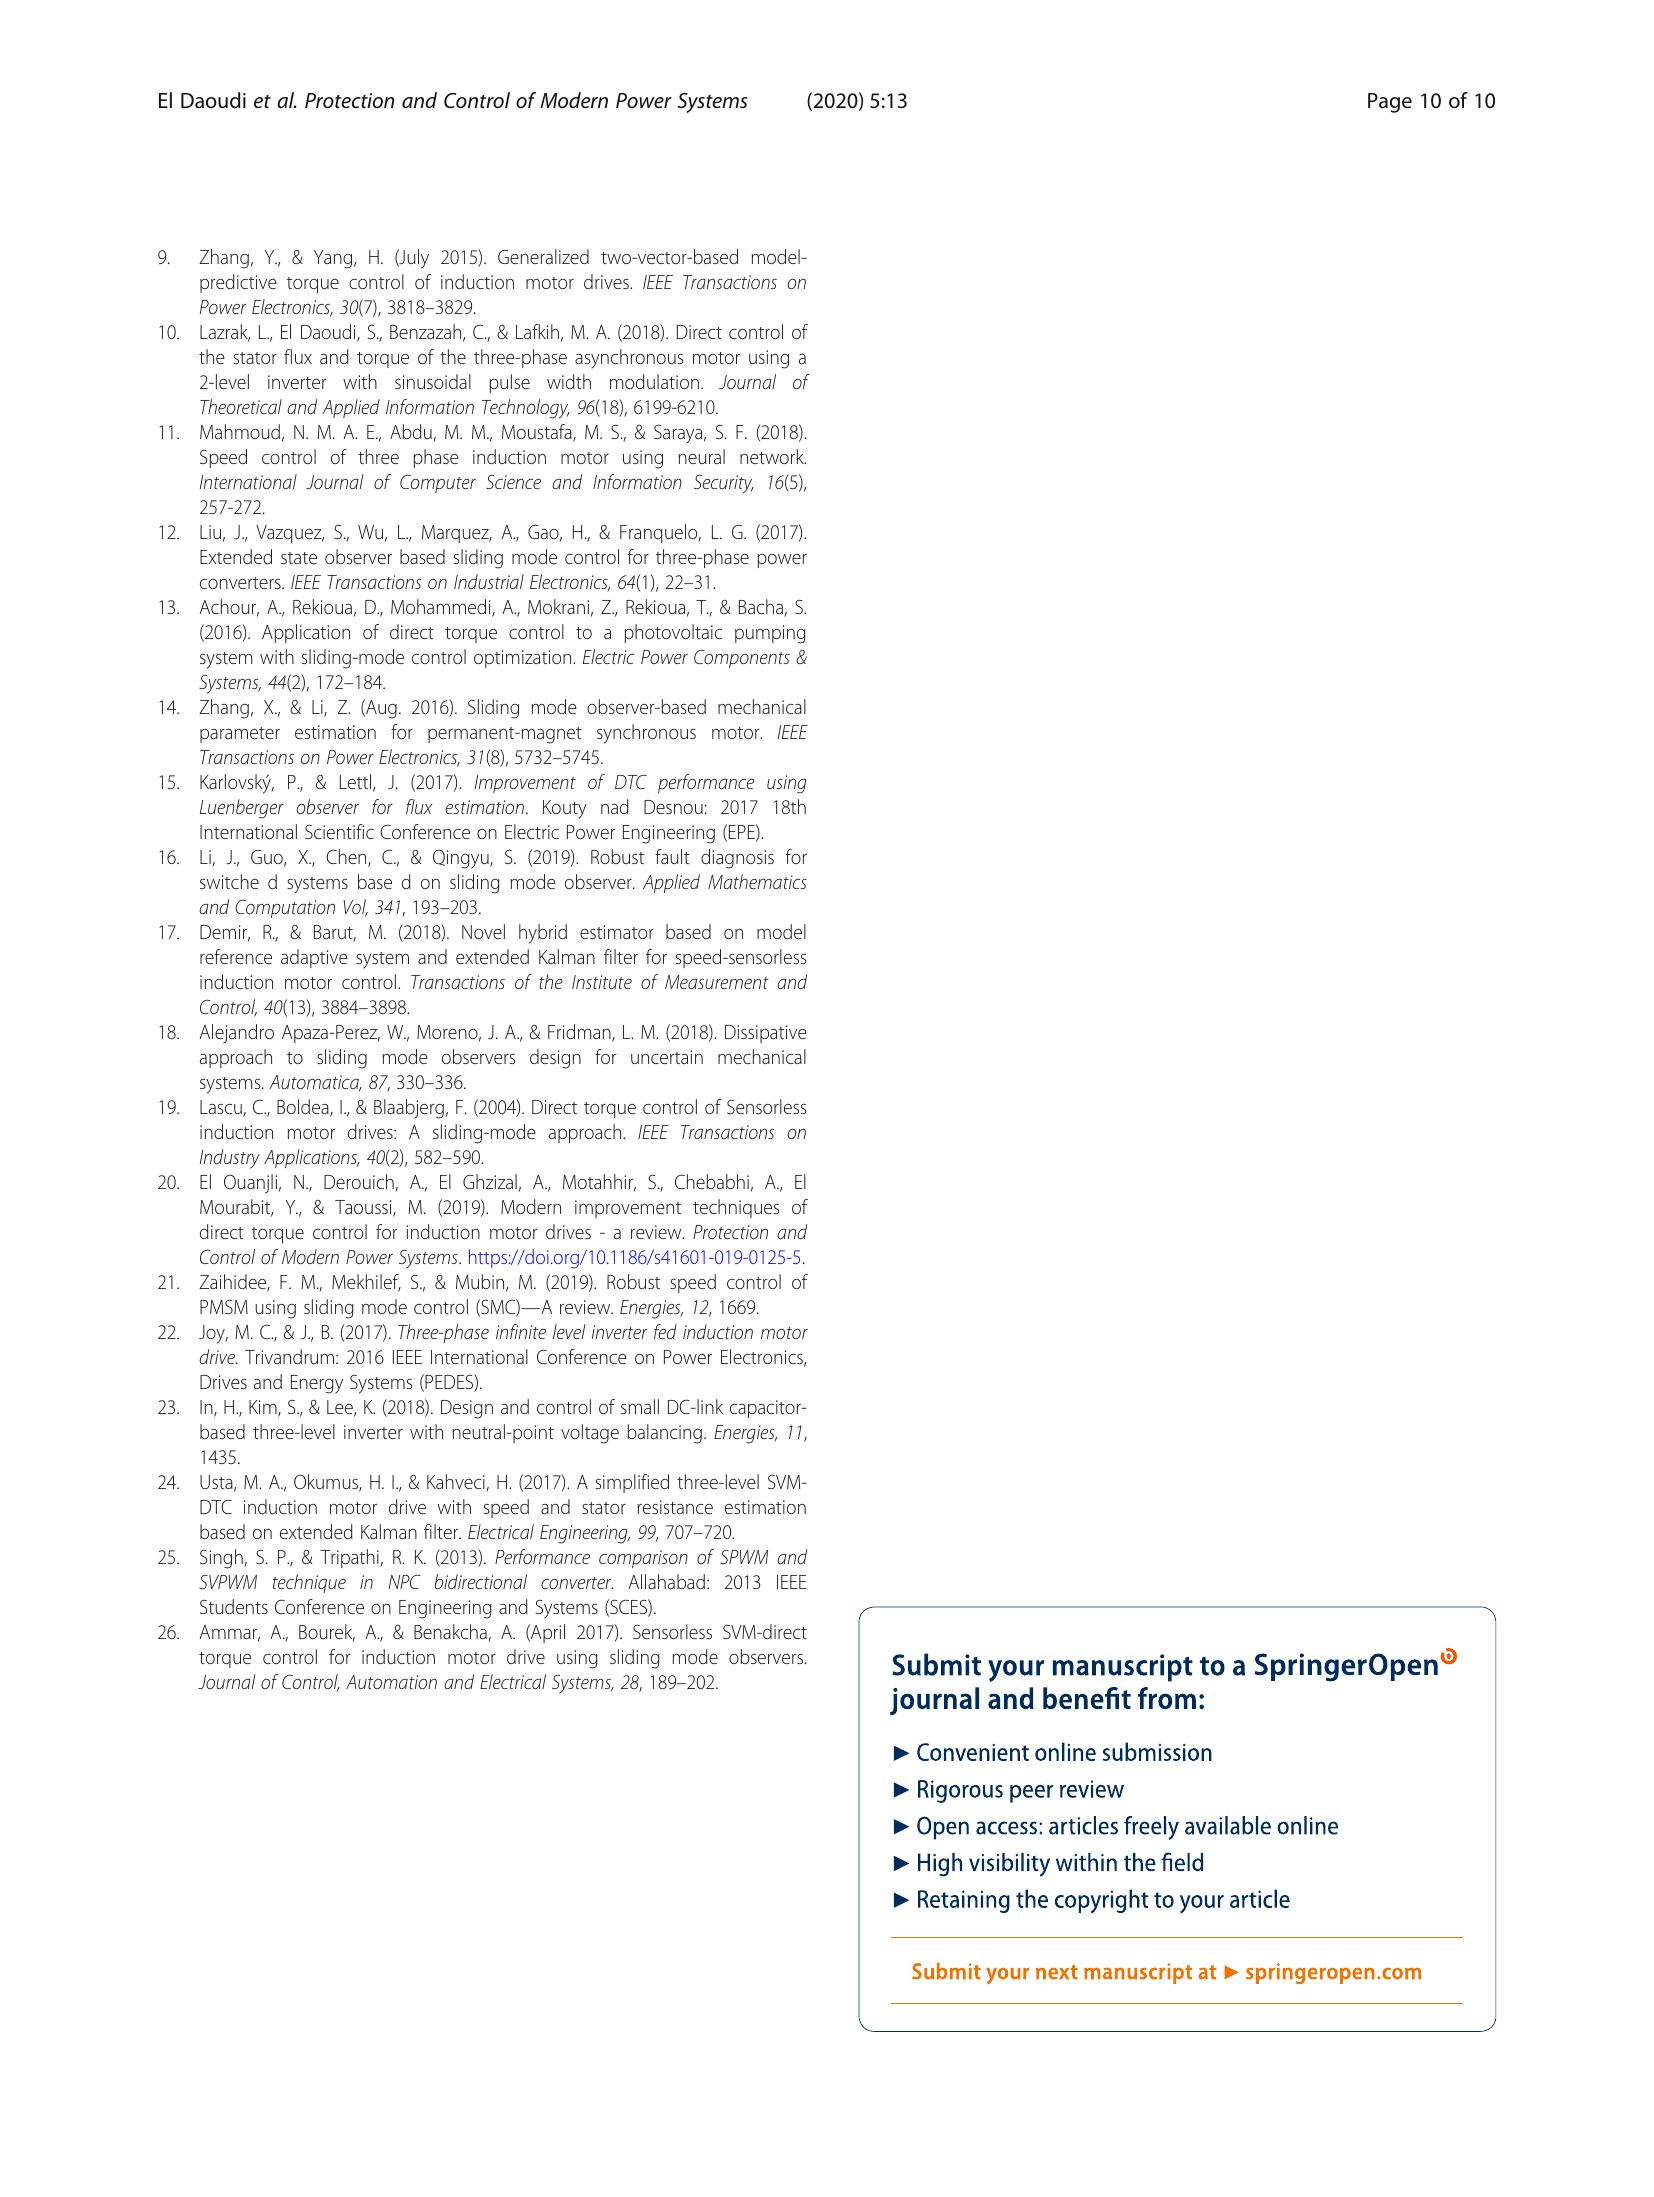 El Daoudi et al. Protection and Control of Modern Power Systems (2020) 5:13 Page 10 of 10
9. Zhang, Y., & Yang, H. (July 2015). Generalized two-vector-based model-
predictive torque control of induction motor drives. IEEE Transactions on
Power Electronics, 30(7), 3818–3829.
10. Lazrak, L., El Daoudi, S., Benzazah, C., & Lafkih, M. A. (2018). Direct control of
the stator flux and torque of the three-phase asynchronous motor using a
2-level inverter with sinusoidal pulse width modulation. Journal of
Theoretical and Applied Information Technology, 96(18), 6199-6210.
11. Mahmoud, N. M. A. E., Abdu, M. M., Moustafa, M. S., & Saraya, S. F. (2018).
Speed control of three phase induction motor using neural network.
International Journal of Computer Science and Information Security, 16(5),
257-272.
12. Liu, J., Vazquez, S., Wu, L., Marquez, A., Gao, H., & Franquelo, L. G. (2017).
Extended state observer based sliding mode control for three-phase power
converters. IEEE Transactions on Industrial Electronics, 64(1), 22–31.
13. Achour, A., Rekioua, D., Mohammedi, A., Mokrani, Z., Rekioua, T., & Bacha, S.
(2016). Application of direct torque control to a photovoltaic pumping
system with sliding-mode control optimization. Electric Power Components &
Systems, 44(2), 172–184.
14. Zhang, X., & Li, Z. (Aug. 2016). Sliding mode observer-based mechanical
parameter estimation for permanent-magnet synchronous motor. IEEE
Transactions on Power Electronics, 31(8), 5732–5745.
15. Karlovský, P., & Lettl, J. (2017). Improvement of DTC performance using
Luenberger observer for flux estimation. Kouty nad Desnou: 2017 18th
International Scientific Conference on Electric Power Engineering (EPE).
16. Li, J., Guo, X., Chen, C., & Qingyu, S. (2019). Robust fault diagnosis for
switche d systems base d on sliding mode observer. Applied Mathematics
and Computation Vol, 341, 193–203.
17. Demir, R., & Barut, M. (2018). Novel hybrid estimator based on model
reference adaptive system and extended Kalman filter for speed-sensorless
induction motor control. Transactions of the Institute of Measurement and
Control, 40(13), 3884–3898.
18. Alejandro Apaza-Perez, W., Moreno, J. A., & Fridman, L. M. (2018). Dissipative
approach to sliding mode observers design for uncertain mechanical
systems. Automatica, 87, 330–336.
19. Lascu, C., Boldea, I., & Blaabjerg, F. (2004). Direct torque control of Sensorless
induction motor drives: A sliding-mode approach. IEEE Transactions on
Industry Applications, 40(2), 582–590.
20. El Ouanjli, N., Derouich, A., El Ghzizal, A., Motahhir, S., Chebabhi, A., El
Mourabit, Y., & Taoussi, M. (2019). Modern improvement techniques of
direct torque control for induction motor drives - a review. Protection and
Control of Modern Power Systems. https://doi.org/10.1186/s41601-019-0125-5.
21. Zaihidee, F. M., Mekhilef, S., & Mubin, M. (2019). Robust speed control of
PMSM using sliding mode control (SMC)—A review. Energies, 12, 1669.
22. Joy, M. C., & J., B. (2017). Three-phase infinite level inverter fed induction motor
drive. Trivandrum: 2016 IEEE International Conference on Power Electronics,
Drives and Energy Systems (PEDES).
23. In, H., Kim, S., & Lee, K. (2018). Design and control of small DC-link capacitor-
based three-level inverter with neutral-point voltage balancing. Energies, 11,
1435.
24. Usta, M. A., Okumus, H. I., & Kahveci, H. (2017). A simplified three-level SVM-
DTC induction motor drive with speed and stator resistance estimation
based on extended Kalman filter. Electrical Engineering, 99, 707–720.
25. Singh, S. P., & Tripathi, R. K. (2013). Performance comparison of SPWM and
SVPWM technique in NPC bidirectional converter. Allahabad: 2013 IEEE
Students Conference on Engineering and Systems (SCES).
26. Ammar, A., Bourek, A., & Benakcha, A. (April 2017). Sensorless SVM-direct
torque control for induction motor drive using sliding mode observers.
Journal of Control, Automation and Electrical Systems, 28, 189–202.
Submit your manuscript to a SpringerOpen
journal and benefit from:
► Convenient online submission
► Rigorous peer review
► Open access: articles freely available online
► High visibility within the field
► Retaining the copyright to your article
Submit your next manuscript at ► springeropen.com